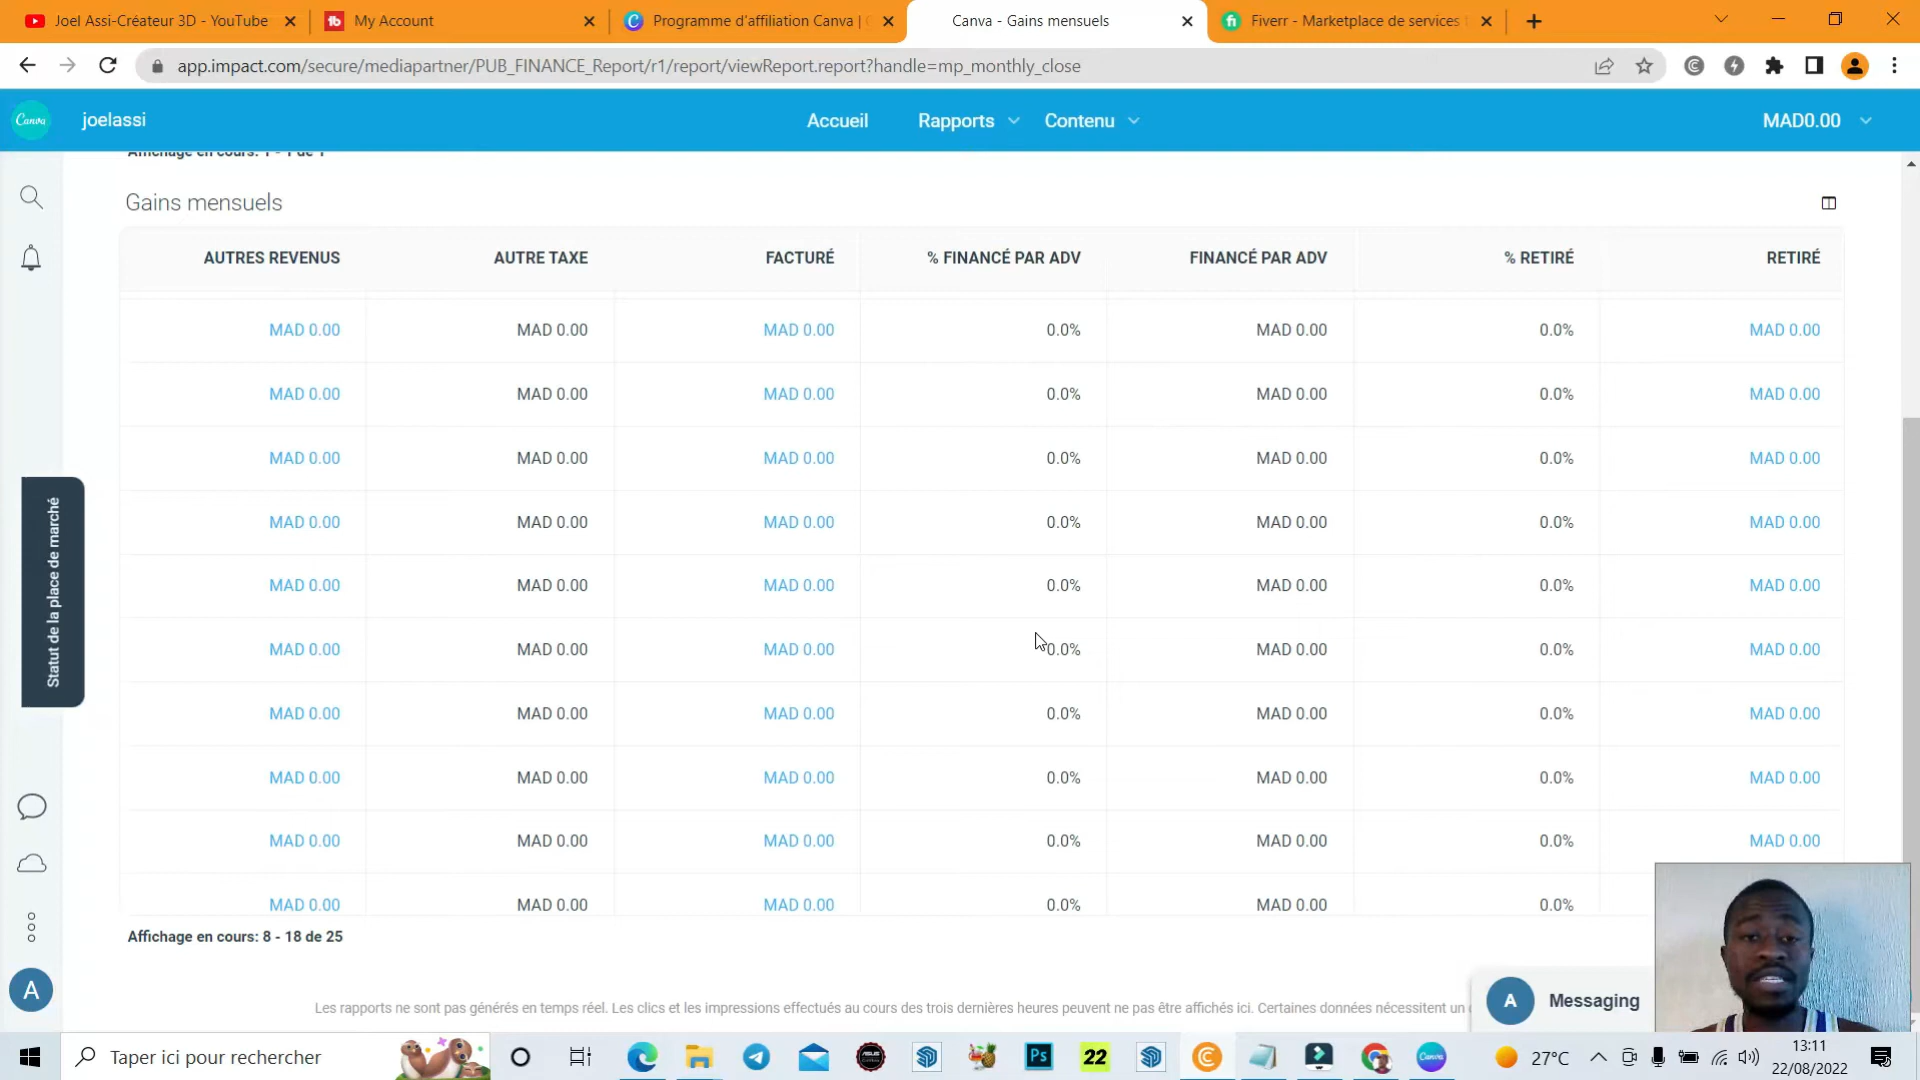 Joel Assi-Créateur 3D - YouTube
My Account
Programme d'affiliation Canva |
Canva - Gains mensuels
Fiverr - Marketplace de services
app.impact.com/secure/mediapartner/PUB_FINANCE_Report/r1/report/viewReport.report?handle=mp_monthly_close
Canva
joelassi
Accueil
Rapports
Contenu
MAD0.00
Affichage en cours: 1 - 1 de 1
Gains mensuels
AUTRES REVENUS AUTRE TAXE FACTURÉ % FINANCÉ PAR ADV FINANCÉ PAR ADV % RETIRÉ RETIRÉ
MAD 0.00 MAD 0.00 MAD 0.00 0.0% MAD 0.00 0.0% MAD 0.00
MAD 0.00 MAD 0.00 MAD 0.00 0.0% MAD 0.00 0.0% MAD 0.00
MAD 0.00 MAD 0.00 MAD 0.00 0.0% MAD 0.00 0.0% MAD 0.00
MAD 0.00 MAD 0.00 MAD 0.00 0.0% MAD 0.00 0.0% MAD 0.00
MAD 0.00 MAD 0.00 MAD 0.00 0.0% MAD 0.00 0.0% MAD 0.00
MAD 0.00 MAD 0.00 MAD 0.00 0.0% MAD 0.00 0.0% MAD 0.00
MAD 0.00 MAD 0.00 MAD 0.00 0.0% MAD 0.00 0.0% MAD 0.00
MAD 0.00 MAD 0.00 MAD 0.00 0.0% MAD 0.00 0.0% MAD 0.00
MAD 0.00 MAD 0.00 MAD 0.00 0.0% MAD 0.00 0.0% MAD 0.00
MAD 0.00 MAD 0.00 MAD 0.00 0.0% MAD 0.00 0.0%
Statut de la place de marché
Affichage en cours: 8 - 18 de 25
A
Les rapports ne sont pas générés en temps réel. Les clics et les impressions effectués au cours des trois dernières heures peuvent ne pas être affichés ici. Certaines données nécessitent un
A Messaging
Taper ici pour rechercher
Ps
22
Canva
27°C
13:11
22/08/2022